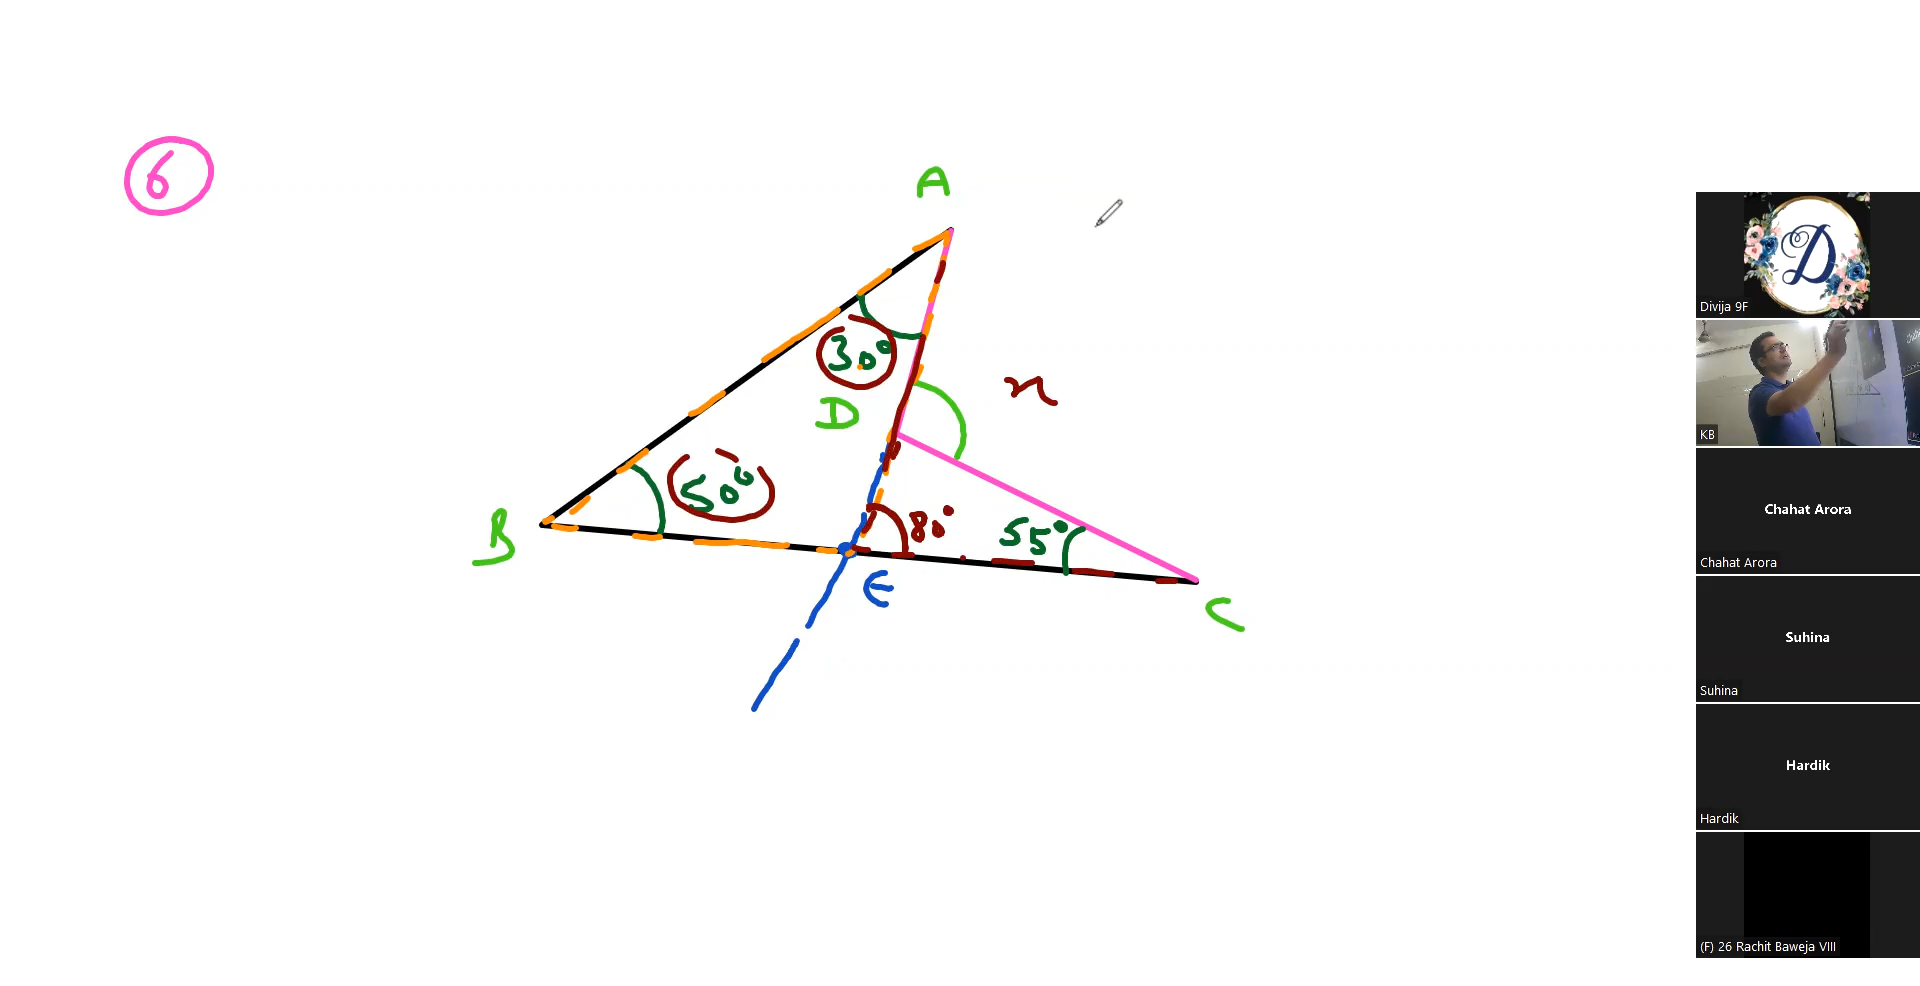 6
A
30°
D
x
50°
B
80°
55°
E
C
D
Divija 9F
KB
Chahat Arora
Chahat Arora
Suhina
Suhina
Hardik
Hardik
(F) 26 Rachit Baweja VIII